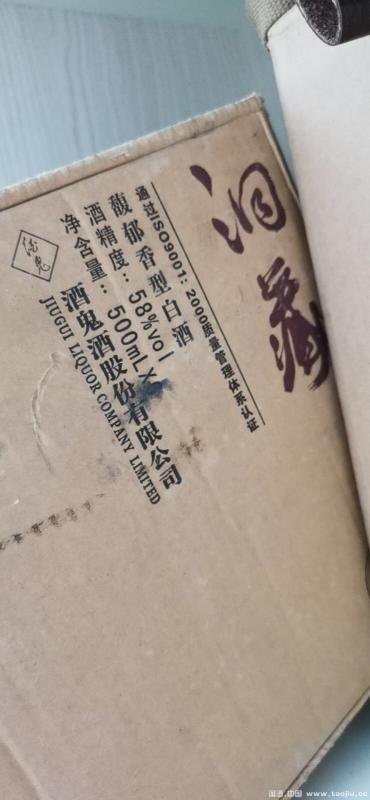 洞藏
通过ISO9001：2000质量管理体系认证
馥郁香型白酒
酒精度：58%vol
净含量：500mLX
酒鬼酒股份有限公司
JIUGUI LIQUOR COMPANY LIMITED
酒鬼
国酒.中国 www.taojiu.cc